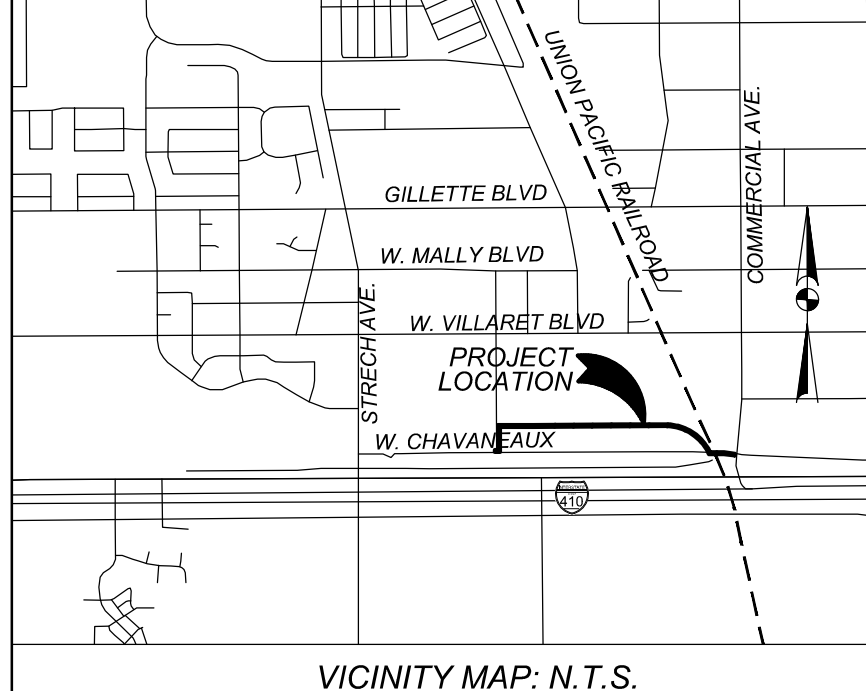 UNION PACIFIC RAILROAD
COMMERCIAL AVE.
GILLETTE BLVD
W. MALLY BLVD
STRECH AVE.
W. VILLARET BLVD
PROJECT
LOCATION
W. CHAVANEAUX
INTERSTATE
410
VICINITY MAP: N.T.S.